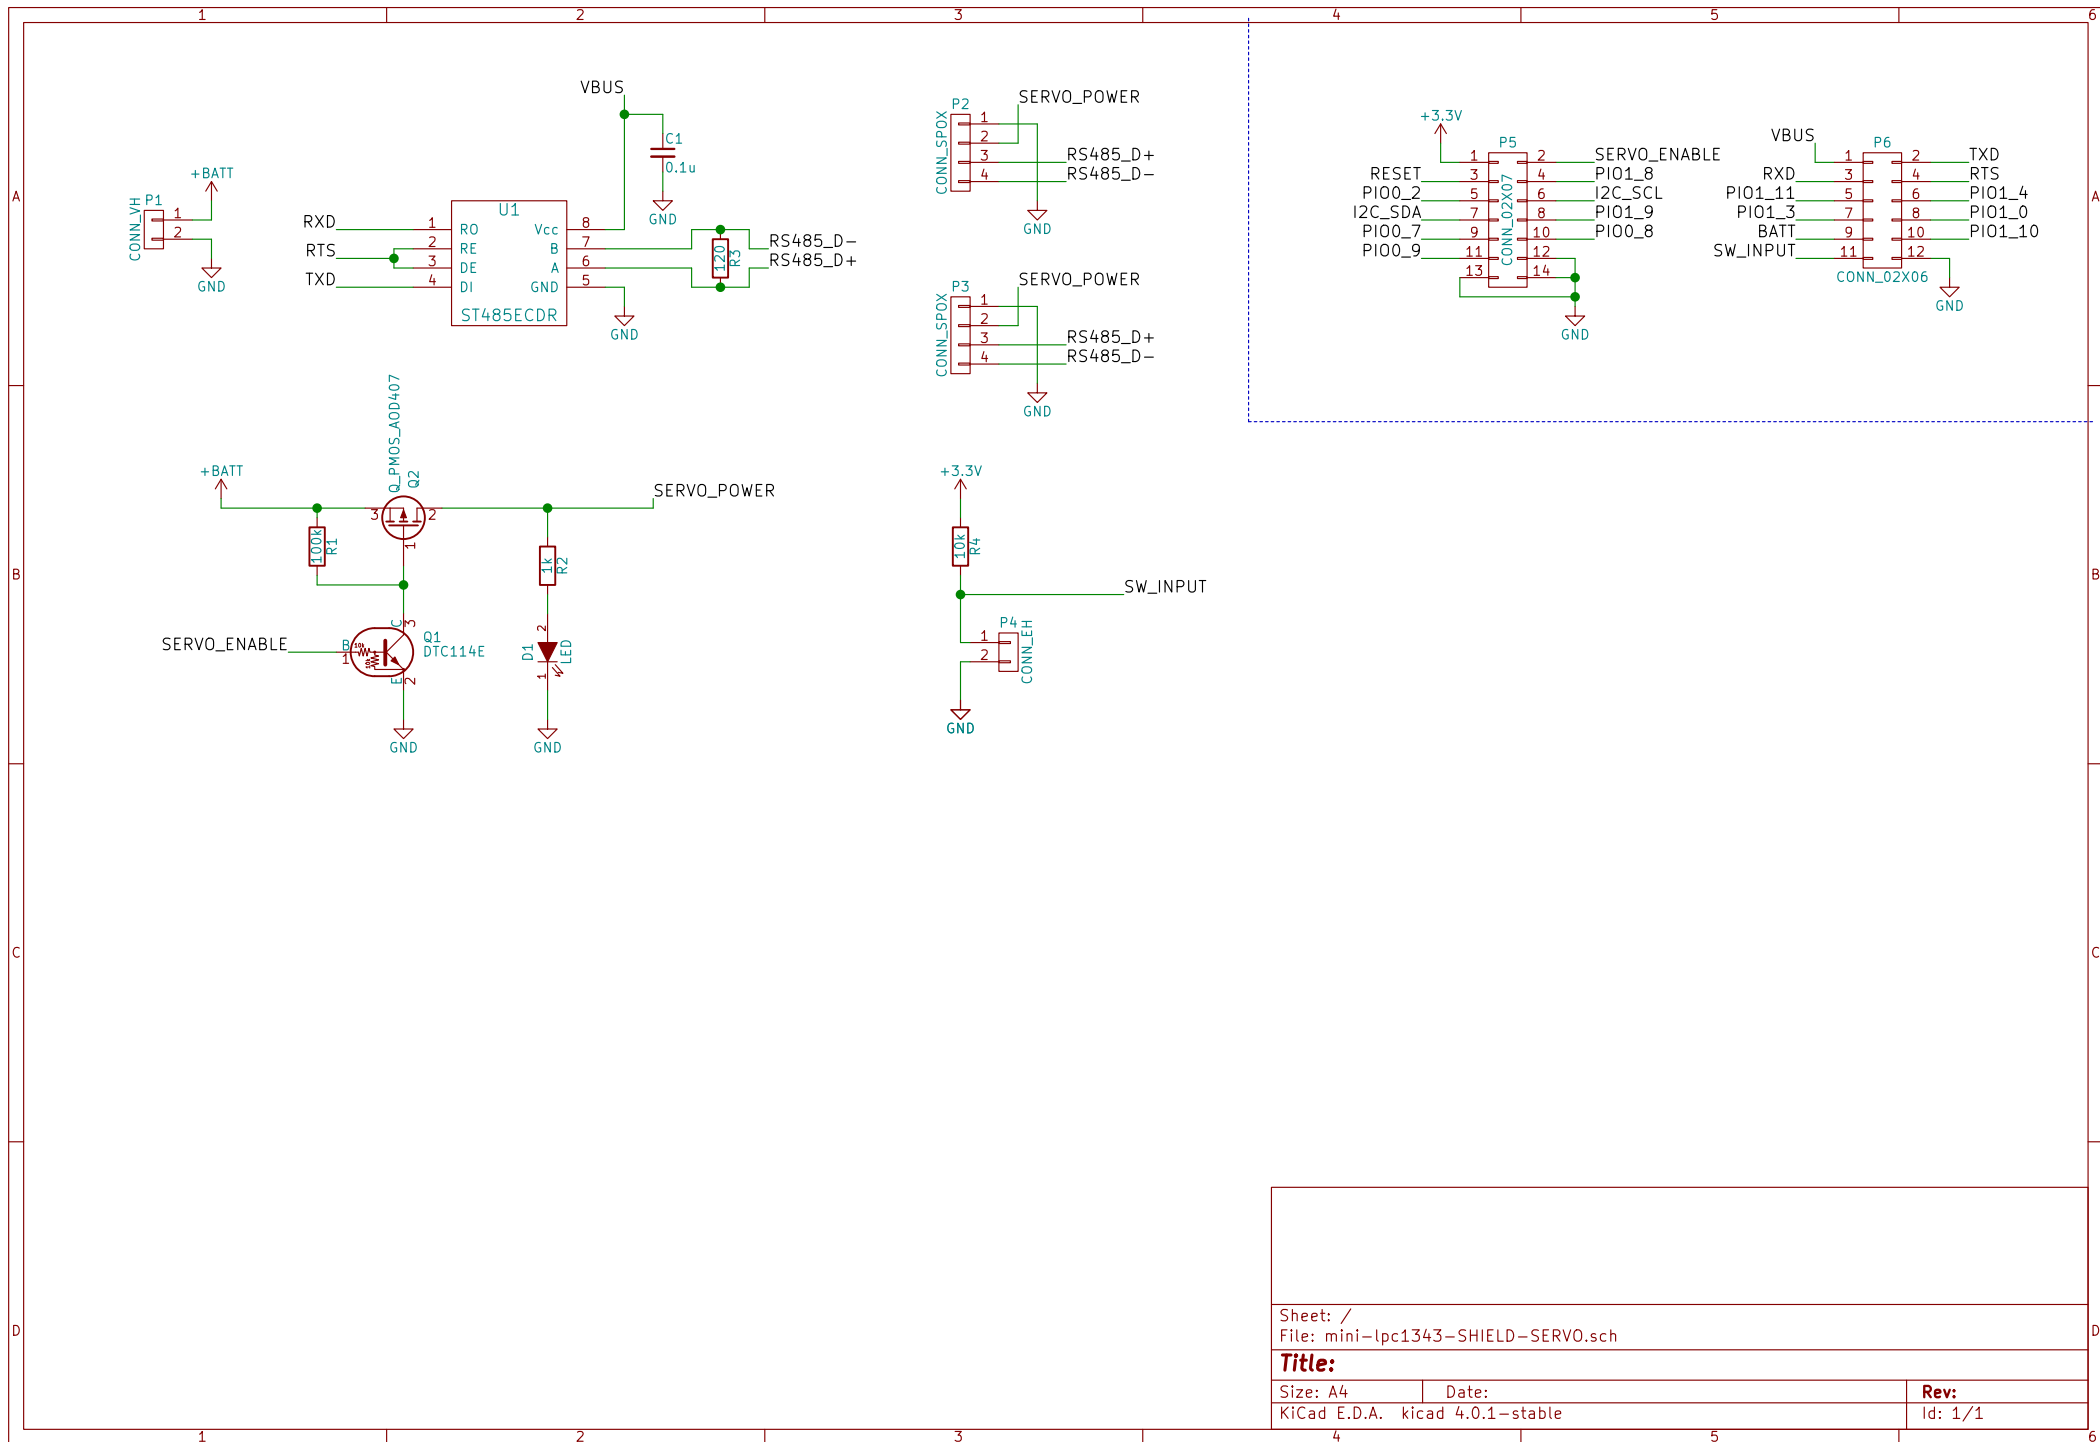 1 2 3 4 5 6
A
B
C
D
A
B
C
D
P1
CONN_VH
1
2
+BATT
GND
VBUS
C1
0.1u
GND
RXD
RTS
TXD
U1
ST485ECDR
1 RO
2 RE
3 DE
4 DI
Vcc 8
B 7
A 6
GND 5
GND
120
R3
RS485_D-
RS485_D+
P2
CONN_SPOX
1
2
3
4
SERVO_POWER
RS485_D+
RS485_D-
GND
P3
CONN_SPOX
1
2
3
4
SERVO_POWER
RS485_D+
RS485_D-
GND
+3.3V
P5
CONN_02X07
1 2 SERVO_ENABLE
RESET 3 4 PIO1_8
PIO0_2 5 6 I2C_SCL
I2C_SDA 7 8 PIO1_9
PIO0_7 9 10 PIO0_8
PIO0_9 11 12
13 14
GND
VBUS
P6
1 2 TXD
RXD 3 4 RTS
PIO1_11 5 6 PIO1_4
PIO1_3 7 8 PIO1_0
BATT 9 10 PIO1_10
SW_INPUT 11 12
CONN_02X06
GND
+BATT
Q_PMOS_AOD407
Q2
3 2
1
100k
R1
SERVO_POWER
1k
R2
SERVO_ENABLE
B
1
10k
10k
C
3
E
2
Q1
DTC114E
GND
2
D1
LED
1
GND
+3.3V
10k
R4
SW_INPUT
P4
CONN_EH
1
2
GND
Sheet: /
File: mini-lpc1343-SHIELD-SERVO.sch
Title:
Size: A4 Date: Rev:
KiCad E.D.A. kicad 4.0.1-stable Id: 1/1
1 2 3 4 5 6